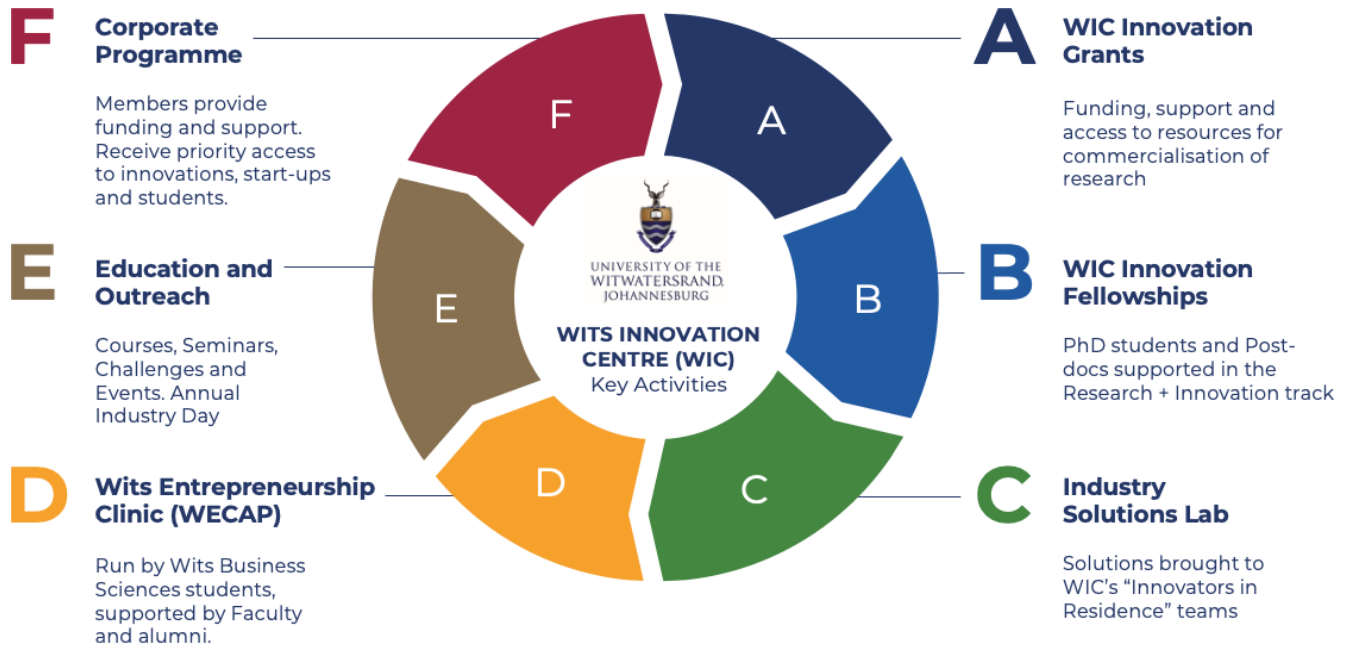 F
Corporate
Programme
Members provide
funding and support.
Receive priority access
to innovations, start-ups
and students.
E
Education and
Outreach
Courses, Seminars,
Challenges and
Events. Annual
Industry Day
D
Wits Entrepreneurship
Clinic (WECAP)
Run by Wits Business
Sciences students,
supported by Faculty
and alumni.
F
A
E
B
D
C
UNIVERSITY OF THE
WITWATERSRAND,
JOHANNESBURG
WITS INNOVATION
CENTRE (WIC)
Key Activities
A
WIC Innovation
Grants
Funding, support and
access to resources for
commercialisation of
research
B
WIC Innovation
Fellowships
PhD students and Post-
docs supported in the
Research + Innovation track
C
Industry
Solutions Lab
Solutions brought to
WIC’s “Innovators in
Residence” teams